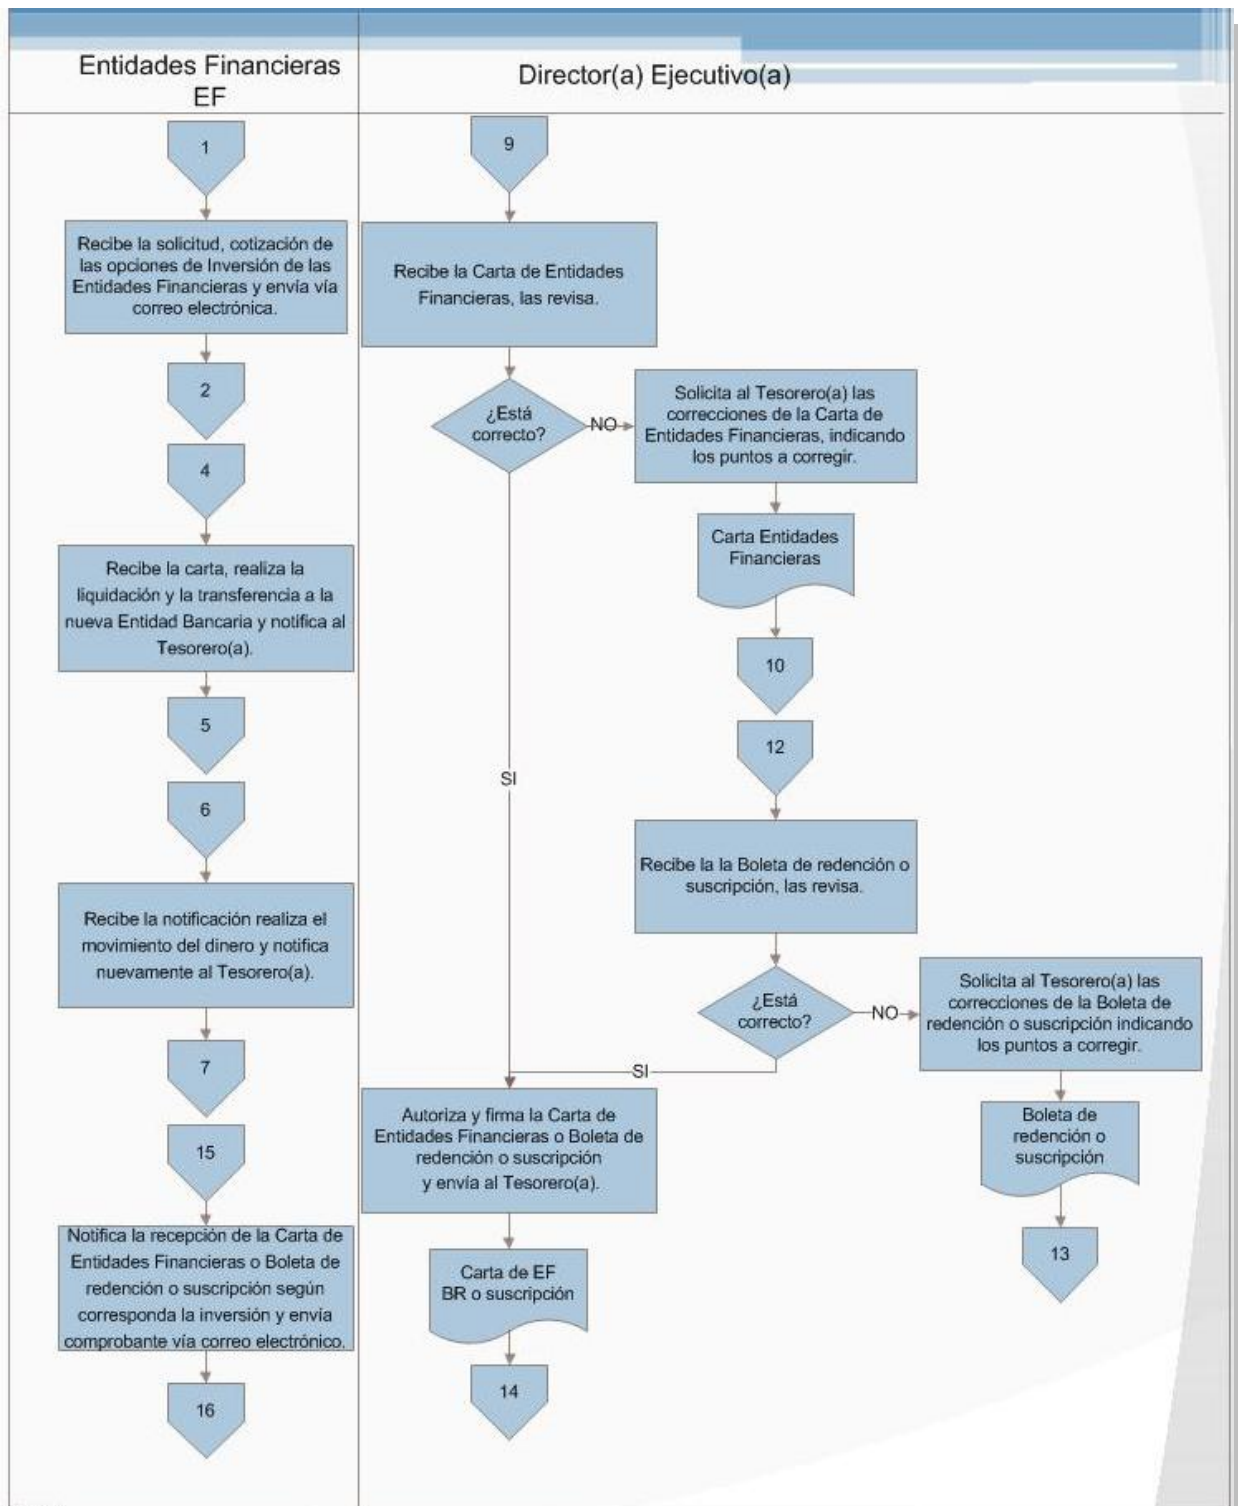 Entidades Financieras
EF
Director(a) Ejecutivo(a)
1
Recibe la solicitud, cotización de
las opciones de Inversión de las
Entidades Financieras y envía vía
correo electrónica.
2
4
Recibe la carta, realiza la
liquidación y la transferencia a la
nueva Entidad Bancaria y notifica al
Tesorero(a).
5
6
Recibe la notificación realiza el
movimiento del dinero y notifica
nuevamente al Tesorero(a).
7
15
Notifica la recepción de la Carta de
Entidades Financieras o Boleta de
redención o suscripción según
corresponda la inversión y envía
comprobante vía correo electrónico.
16
9
Recibe la Carta de Entidades
Financieras, las revisa.
¿Está
correcto?
NO
Solicita al Tesorero(a) las
correcciones de la Carta de
Entidades Financieras, indicando
los puntos a corregir.
Carta Entidades
Financieras
10
12
SI
Recibe la la Boleta de redención o
suscripción, las revisa.
¿Está
correcto?
NO
Solicita al Tesorero(a) las
correcciones de la Boleta de
redención o suscripción indicando
los puntos a corregir.
SI
Boleta de
redención o
suscripción
13
Autoriza y firma la Carta de
Entidades Financieras o Boleta de
redención o suscripción
y envía al Tesorero(a).
Carta de EF
BR o suscripción
14